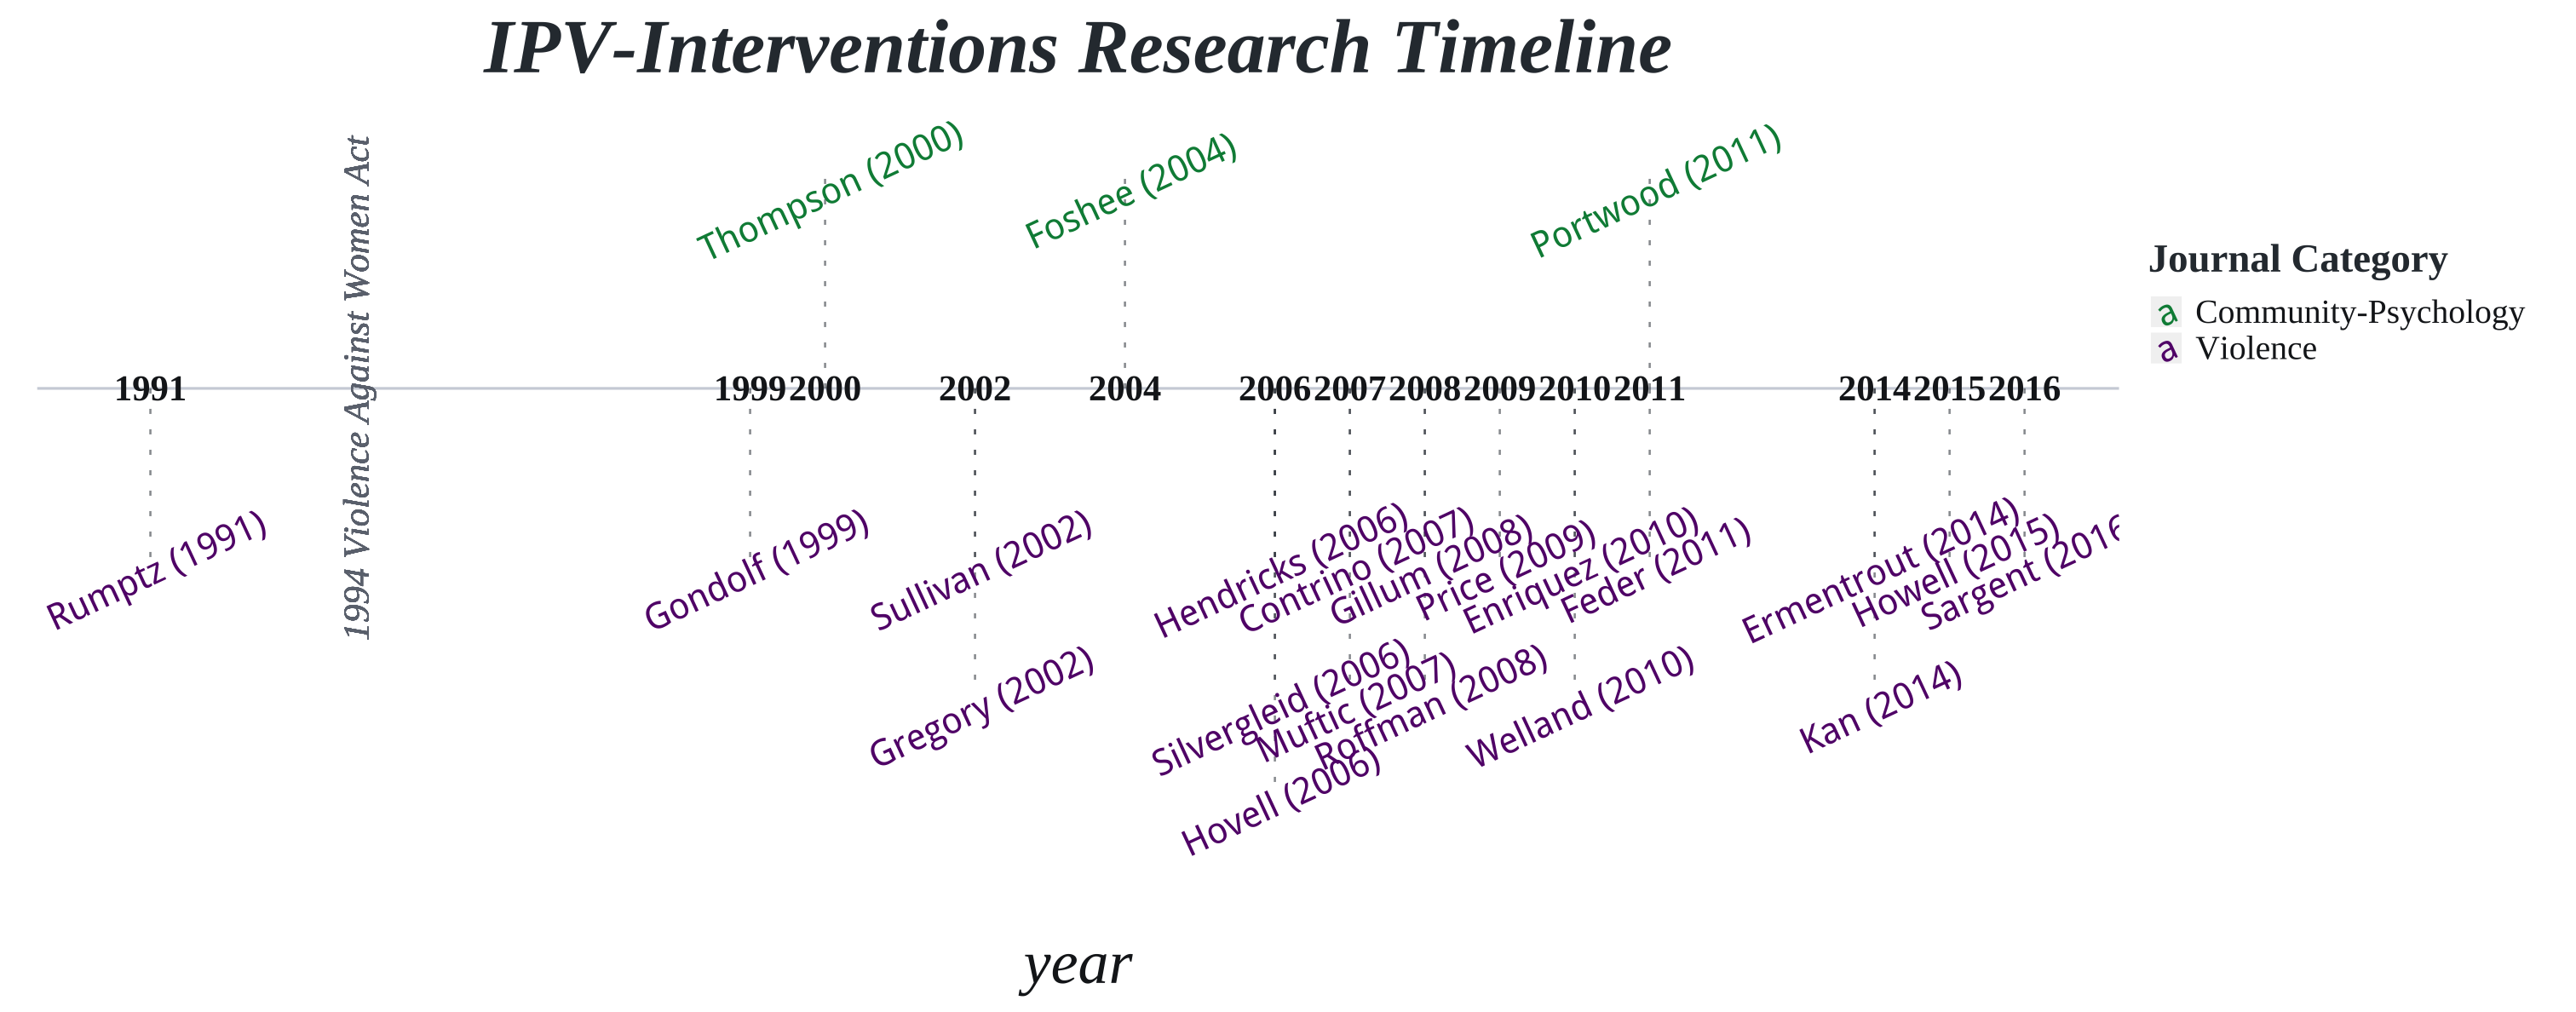 IPV-Interventions Research Timeline
Thompson (2000)
Foshee (2004)
Portwood (2011)
1994 Violence Against Women Act
Journal Category
a Community-Psychology
a Violence
1991 1999 2000 2002 2004 2006 2007 2008 2009 2010 2011 2014 2015 2016
Rumptz (1991)
Gondolf (1999)
Sullivan (2002)
Hendricks (2006)
Contrino (2007)
Gillum (2008)
Price (2009)
Enriquez (2010)
Feder (2011)
Ermentrout (2014)
Howell (2015)
Sargent (2016
Gregory (2002)
Silvergleid (2006)
Muftic (2007)
Roffman (2008)
Welland (2010)
Kan (2014)
Hovell (2006)
year